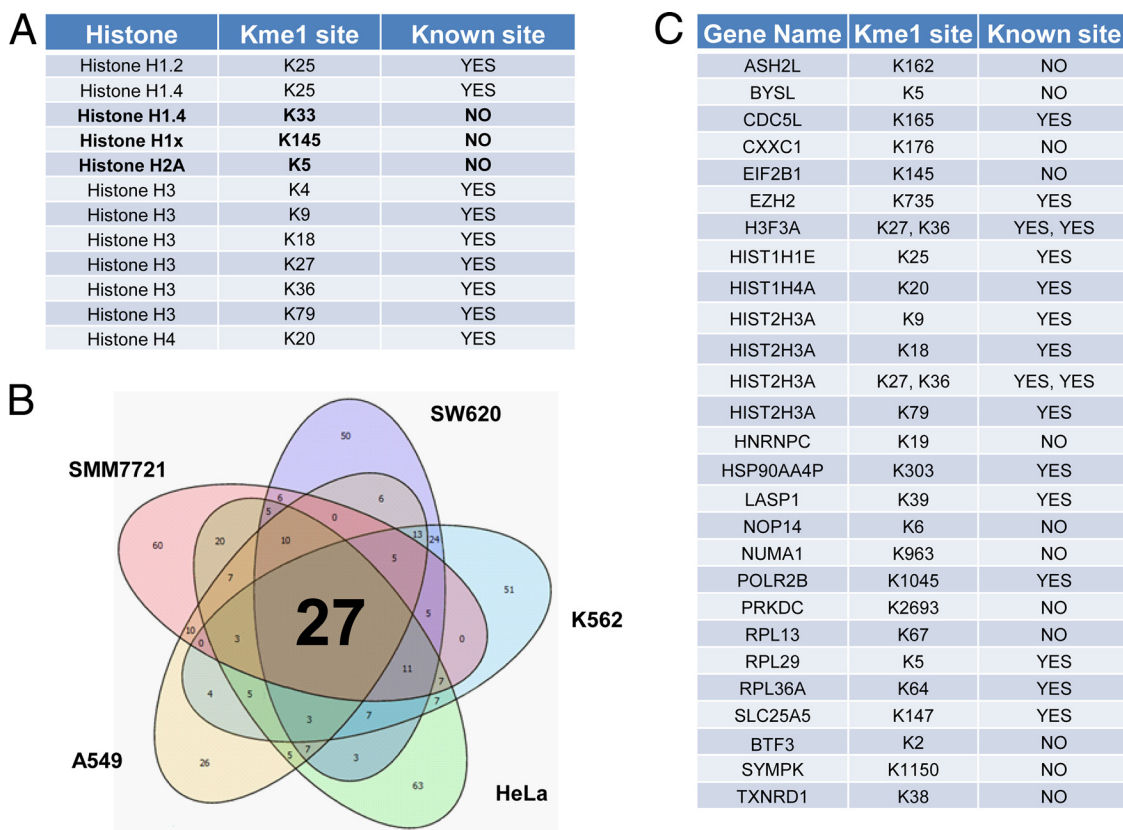 A
Histone Kme1 site Known site
Histone H1.2 K25 YES
Histone H1.4 K25 YES
Histone H1.4 K33 NO
Histone H1x K145 NO
Histone H2A K5 NO
Histone H3 K4 YES
Histone H3 K9 YES
Histone H3 K18 YES
Histone H3 K27 YES
Histone H3 K36 YES
Histone H3 K79 YES
Histone H4 K20 YES
B
SW620
50
SMM7721
6
6
5
0
13
24
60
20
10
5
7
51
5
K562
10
0
3
27
0
11
7
4
5
7
3
7
A549
26
5
7
3
63
HeLa
C
Gene Name Kme1 site Known site
ASH2L K162 NO
BYSL K5 NO
CDC5L K165 YES
CXXC1 K176 NO
EIF2B1 K145 NO
EZH2 K735 YES
H3F3A K27, K36 YES, YES
HIST1H1E K25 YES
HIST1H4A K20 YES
HIST2H3A K9 YES
HIST2H3A K18 YES
HIST2H3A K27, K36 YES, YES
HIST2H3A K79 YES
HNRNPC K19 NO
HSP90AA4P K303 YES
LASP1 K39 YES
NOP14 K6 NO
NUMA1 K963 NO
POLR2B K1045 YES
PRKDC K2693 NO
RPL13 K67 NO
RPL29 K5 YES
RPL36A K64 YES
SLC25A5 K147 YES
BTF3 K2 NO
SYMPK K1150 NO
TXNRD1 K38 NO